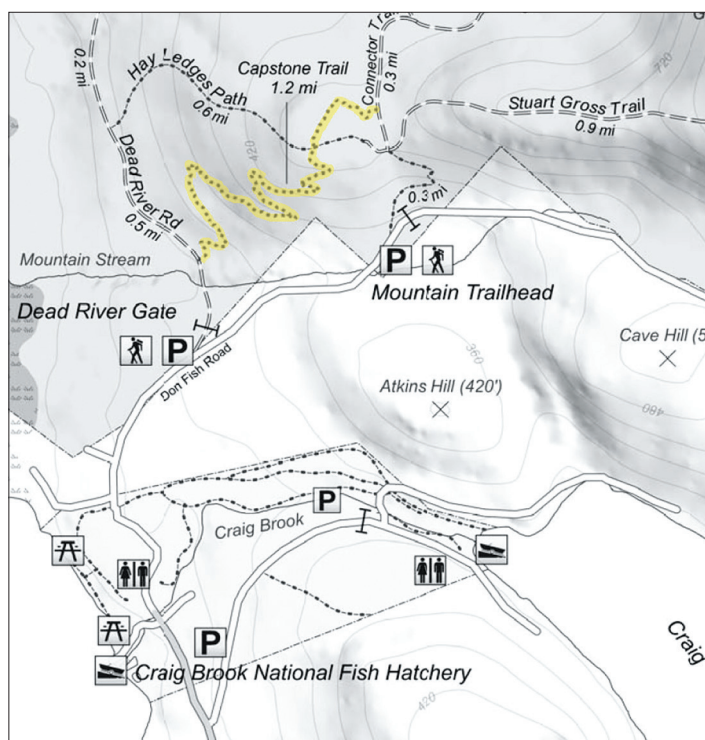 0.2 mi
Hay Ledges Path
0.6 mi
Capstone Trail
1.2 mi
Connector Trail
0.3 mi
720
Stuart Gross Trail
0.9 mi
420
Dead River Rd
0.5 mi
0.3 mi
Mountain Stream
P
Mountain Trailhead
Dead River Gate
P
Don Fish Road
360
Cave Hill (5
Atkins Hill (420')
480
P
Craig Brook
P
Craig
Craig Brook National Fish Hatchery
420